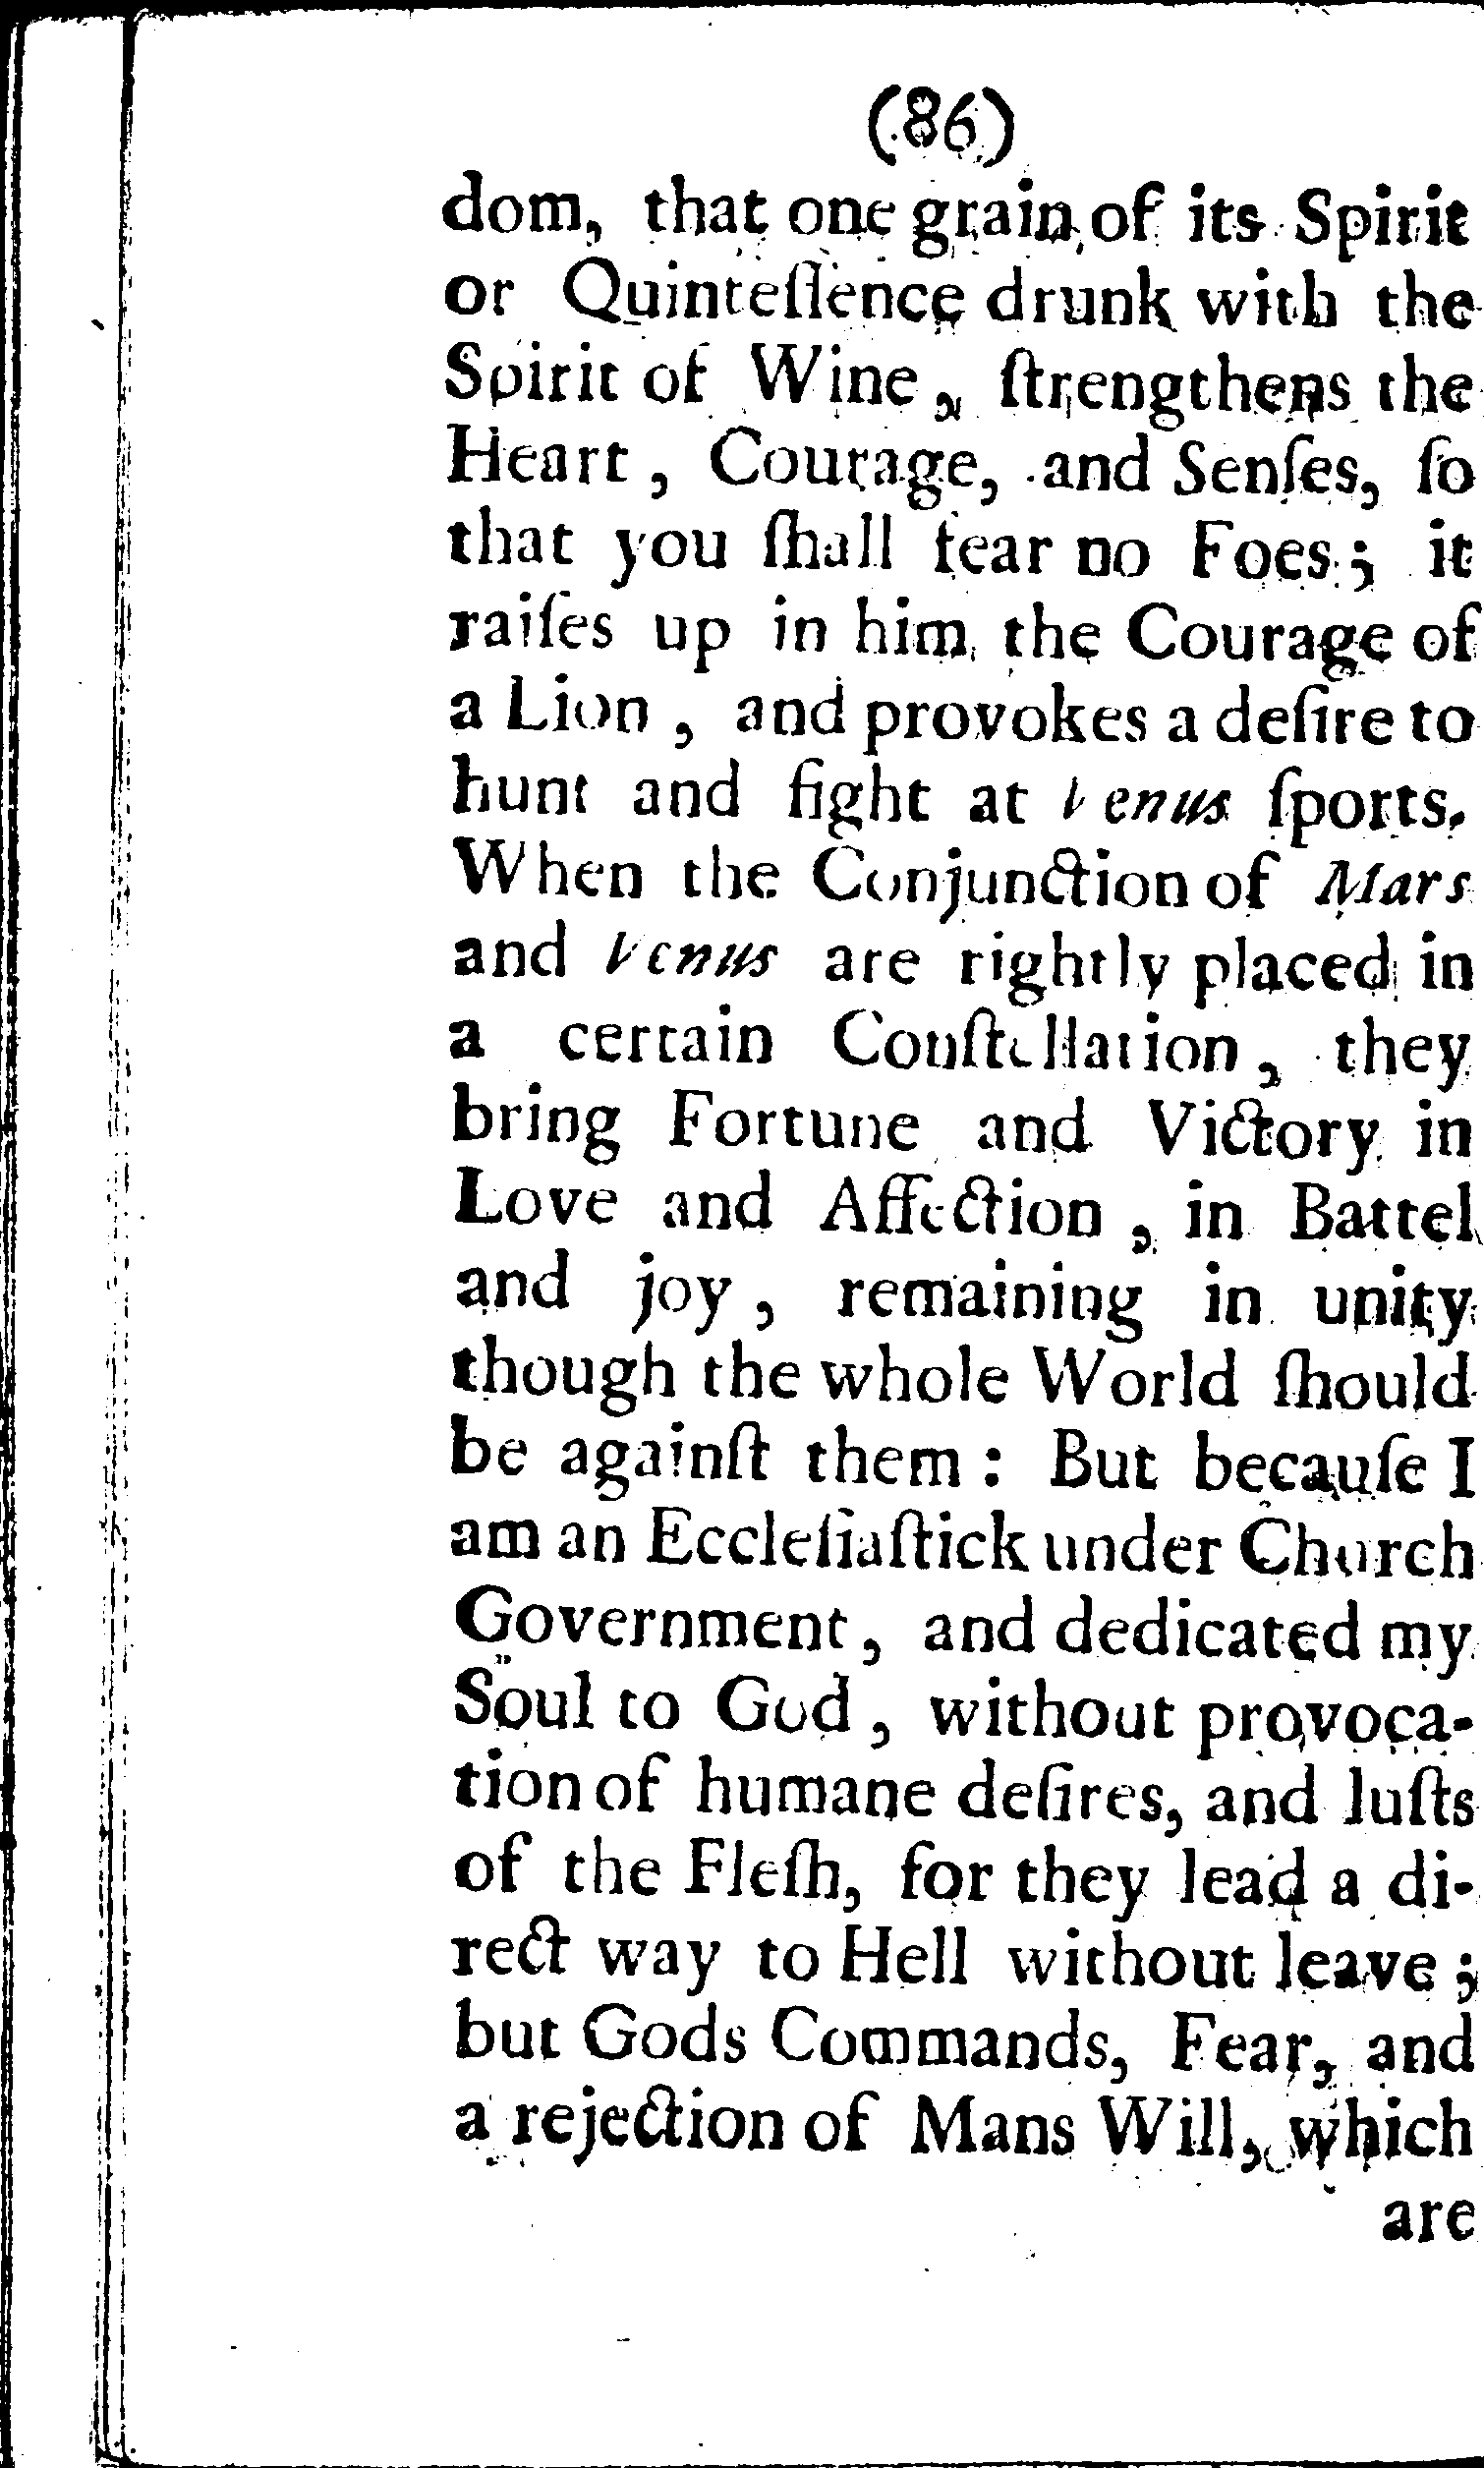 (86)
dom, that one grain of its Spirit
or Quinteſſence drunk with the
Spirit of Wine, ſtrengthens the
Heart, Courage, and Senſes, ſo
that you ſhall fear no Foes; it
raiſes up in him the Courage of
a Lion, and provokes a deſire to
hunt and fight at Venus ſports.
When the Conjunction of Mars
and Venus are rightly placed in
a certain Conſtellation, they
bring Fortune and Victory in
Love and Affection, in Battel
and joy, remaining in unity
though the whole World ſhould
be againſt them: But becauſe I
am an Eccleſiaſtick under Church
Government, and dedicated my
Soul to God, without provoca-
tion of humane deſires, and luſts
of the Fleſh, for they lead a di-
rect way to Hell without leave;
but Gods Commands, Fear, and
a rejection of Mans Will, which
are